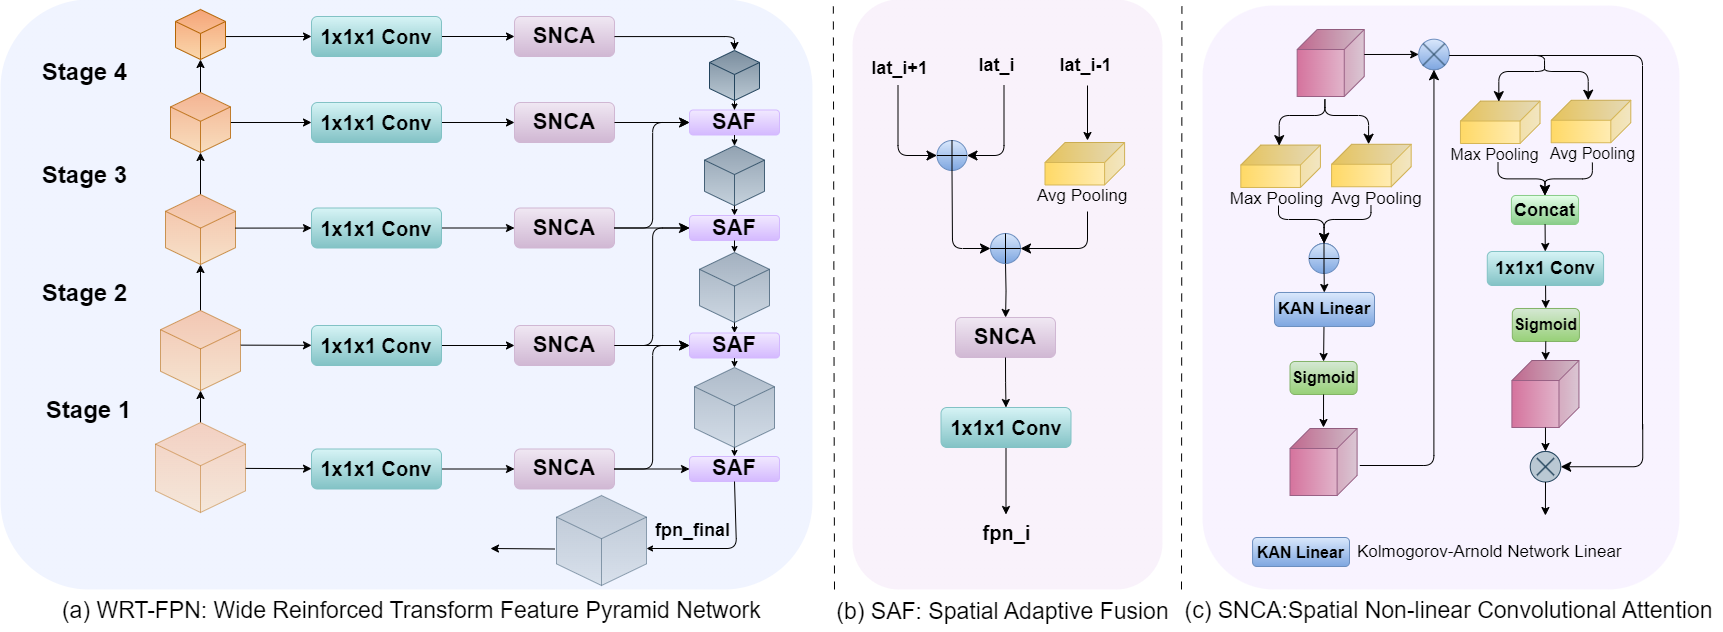 1x1x1 Conv
SNCA
Stage 4
1x1x1 Conv
SNCA
SAF
Stage 3
1x1x1 Conv
SNCA
SAF
Stage 2
1x1x1 Conv
SNCA
SAF
Stage 1
1x1x1 Conv
SNCA
SAF
fpn_final
(a) WRT-FPN: Wide Reinforced Transform Feature Pyramid Network
lat_i+1
lat_i
lat_i-1
Avg Pooling
SNCA
1x1x1 Conv
fpn_i
(b) SAF: Spatial Adaptive Fusion
Max Pooling
Avg Pooling
KAN Linear
Sigmoid
Max Pooling
Avg Pooling
Concat
1x1x1 Conv
Sigmoid
KAN Linear
Kolmogorov-Arnold Network Linear
(c) SNCA:Spatial Non-linear Convolutional Attention